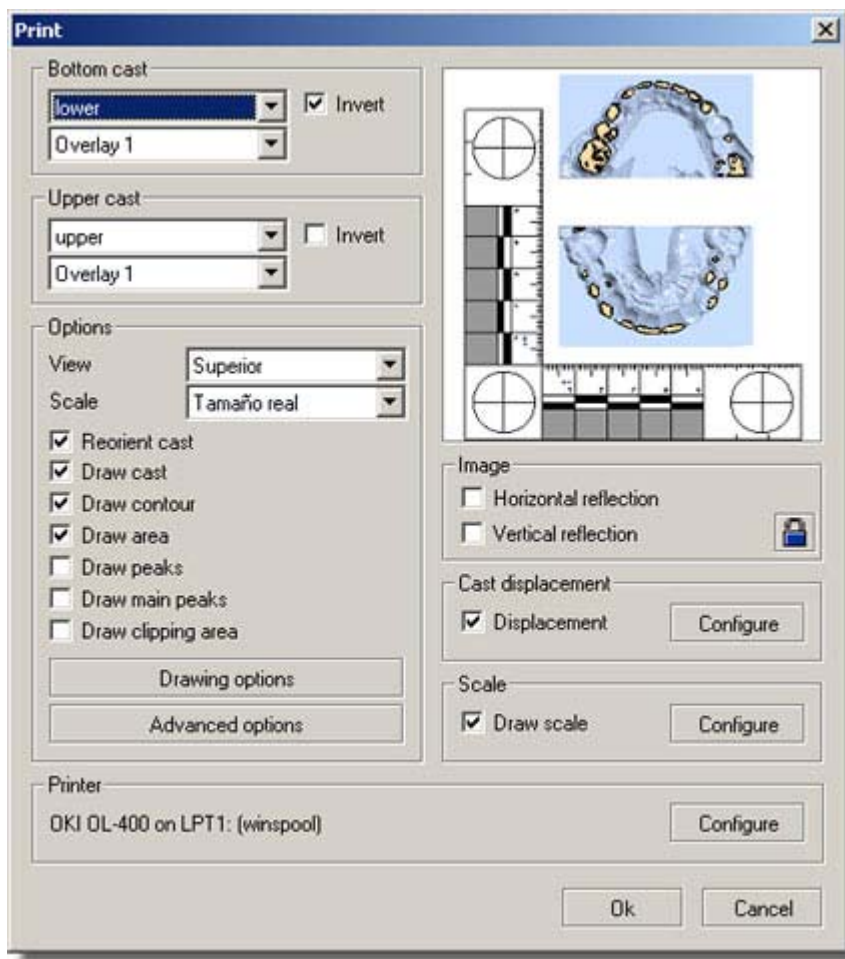 Print
Bottom cast
lower
Invert
Overlay 1
Upper cast
upper
Invert
Overlay 1
Options
View
Superior
Scale
Tamaño real
Reorient cast
Draw cast
Draw contour
Draw area
Draw peaks
Draw main peaks
Draw clipping area
Drawing options
Advanced options
Image
Horizontal reflection
Vertical reflection
Cast displacement
Displacement
Configure
Scale
Draw scale
Configure
Printer
OKI OL-400 on LPT1: (winspool)
Configure
Ok
Cancel